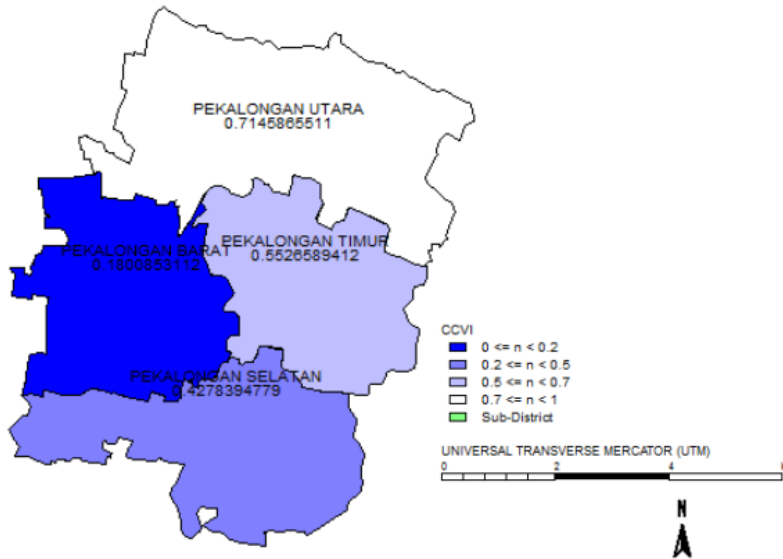 PEKALONGAN UTARA
0.7145865511
PEKALONGAN BARAT
0.1800853112
PEKALONGAN TIMUR
0.5526589412
PEKALONGAN SELATAN
0.4278394779
CCVI
0 <= n < 0.2
0.2 <= n < 0.5
0.5 <= n < 0.7
0.7 <= n < 1
Sub-District
UNIVERSAL TRANSVERSE MERCATOR (UTM)
0 2 4 6
N